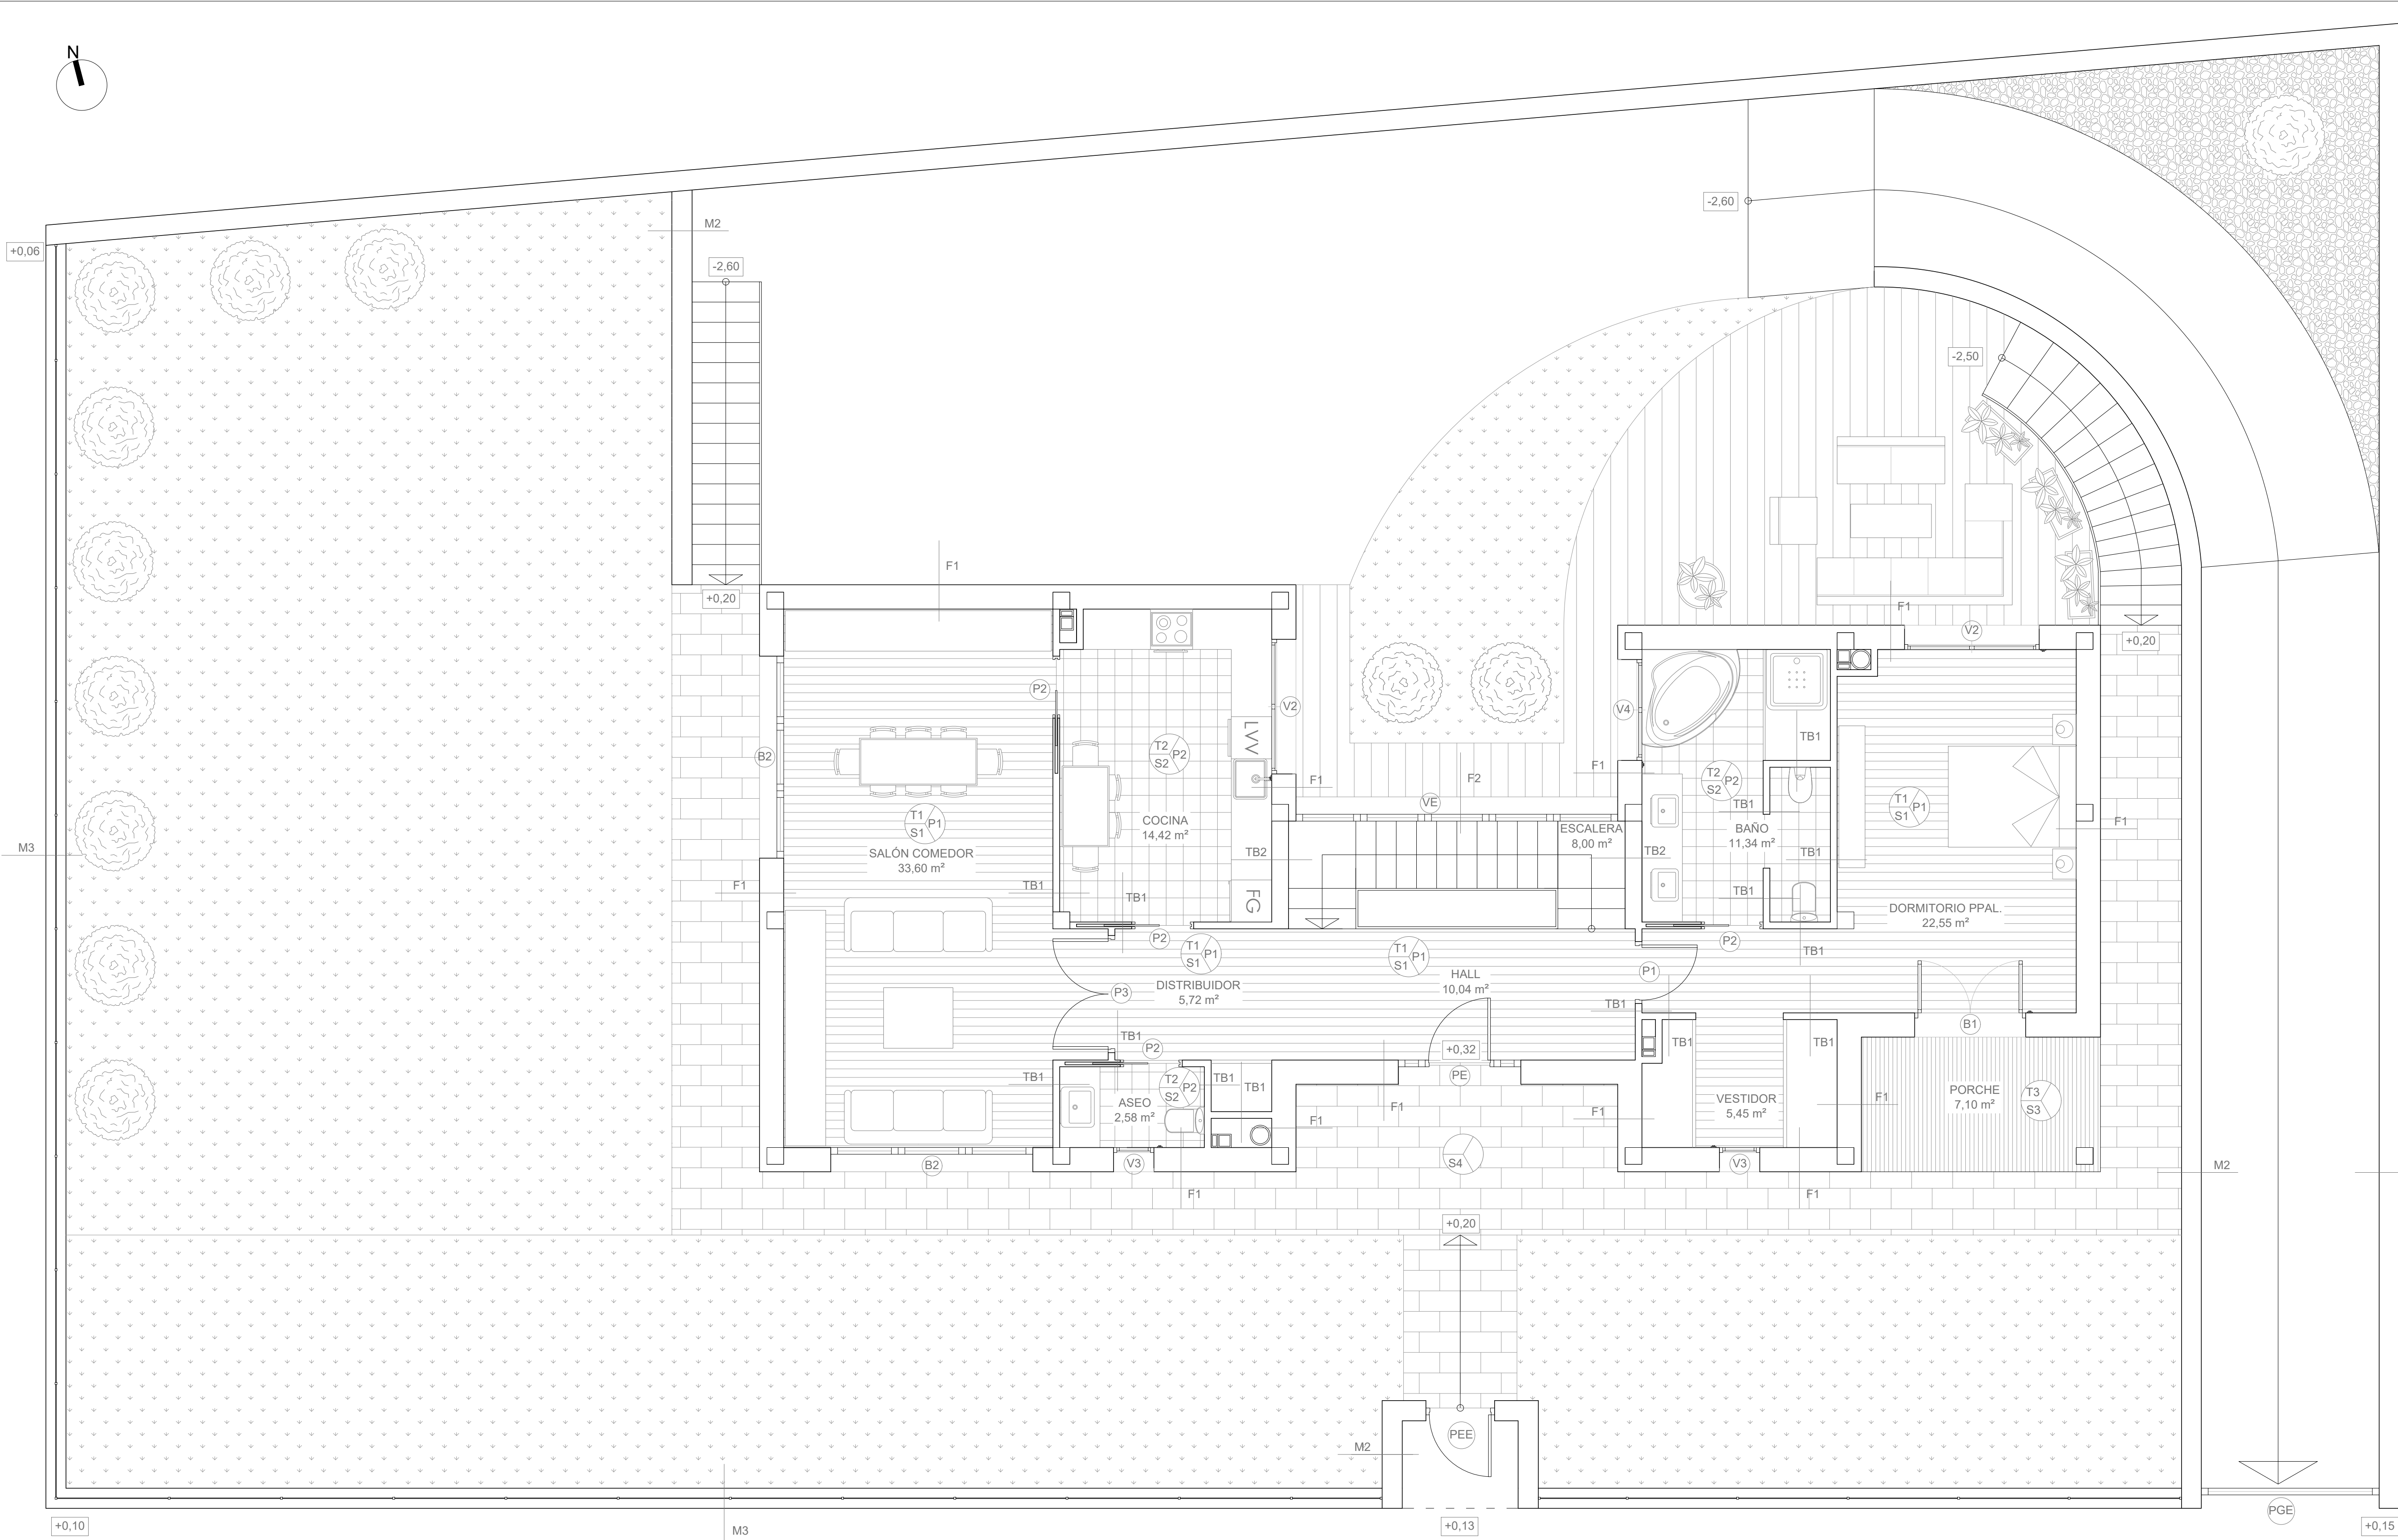 N
+0,06
M2
-2,60
-2,60
-2,50
F1
+0,20
F1
V2
+0,20
P2
V2
V4
LVV
B2
T2
P2
S2
TB1
F1
F2
F1
T2
P2
S2
VE
TB1
T1
P1
S1
T1
P1
S1
F1
COCINA
14,42 m²
ESCALERA
8,00 m²
BAÑO
11,34 m²
M3
SALÓN COMEDOR
33,60 m²
TB2
TB2
TB1
F1
TB1
TB1
FG
TB1
DORMITORIO PPAL.
22,55 m²
P2
T1
P1
S1
T1
P1
S1
P2
TB1
P3
DISTRIBUIDOR
5,72 m²
HALL
10,04 m²
P1
TB1
B1
TB1
P2
+0,32
TB1
TB1
TB1
T2
P2
S2
TB1
TB1
PE
ASEO
2,58 m²
F1
F1
F1
VESTIDOR
5,45 m²
F1
PORCHE
7,10 m²
T3
S3
B2
V3
S4
V3
M2
F1
F1
+0,20
PEE
M2
PGE
+0,10
M3
+0,13
+0,15